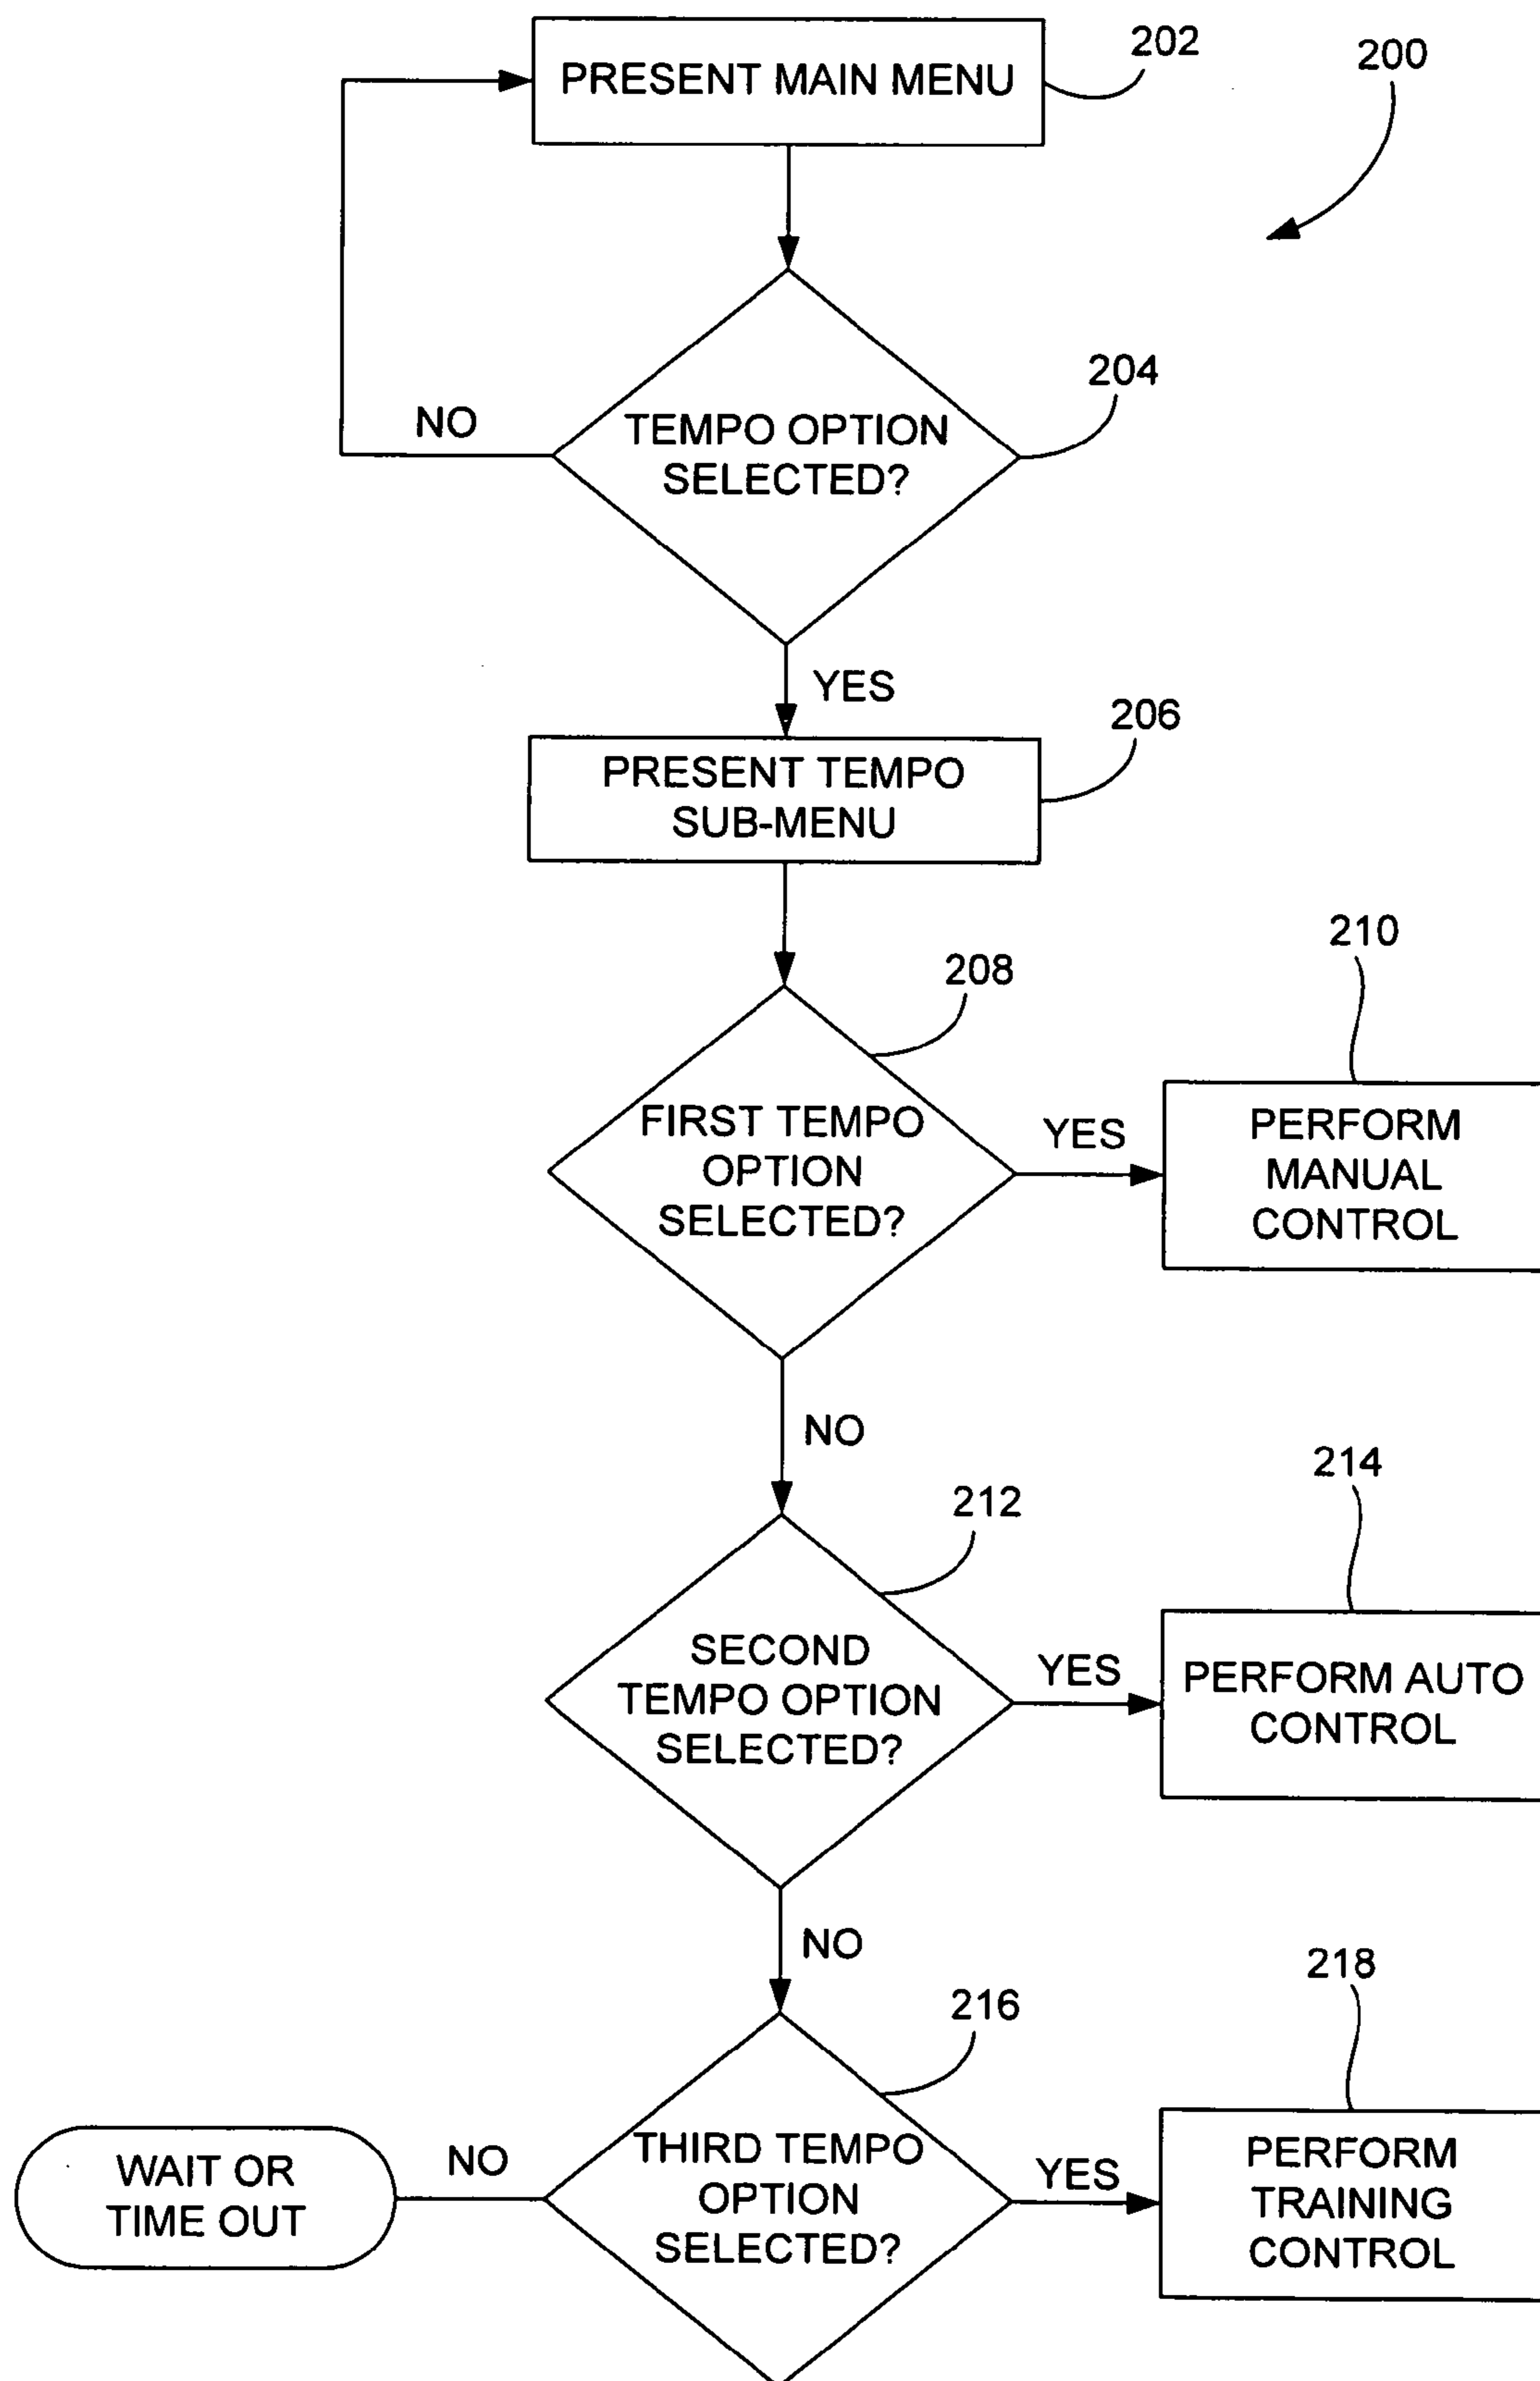 202
200
PRESENT MAIN MENU
204
NO
TEMPO OPTION
SELECTED?
YES
206
PRESENT TEMPO
SUB-MENU
210
208
FIRST TEMPO
OPTION
SELECTED?
YES
PERFORM
MANUAL
CONTROL
NO
214
212
SECOND
TEMPO OPTION
SELECTED?
YES
PERFORM AUTO
CONTROL
NO
218
216
WAIT OR
TIME OUT
NO
THIRD TEMPO
OPTION
SELECTED?
YES
PERFORM
TRAINING
CONTROL